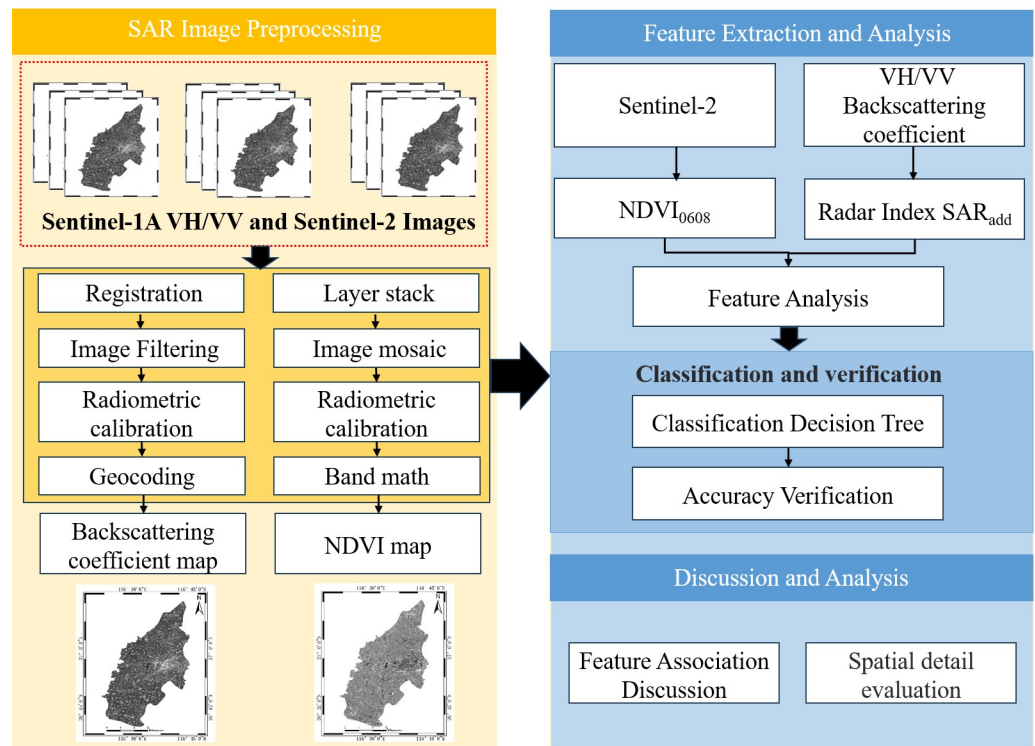 SAR Image Preprocessing
Sentinel-1A VH/VV and Sentinel-2 Images
Registration
Image Filtering
Radiometric
calibration
Geocoding
Backscattering
coefficient map
Layer stack
Image mosaic
Radiometric
calibration
Band math
NDVI map
N
N
Feature Extraction and Analysis
Sentinel-2
VH/VV
Backscattering
coefficient
NDVI0608
Radar Index SARadd
Feature Analysis
Classification and verification
Classification Decision Tree
Accuracy Verification
Discussion and Analysis
Feature Association
Discussion
Spatial detail
evaluation